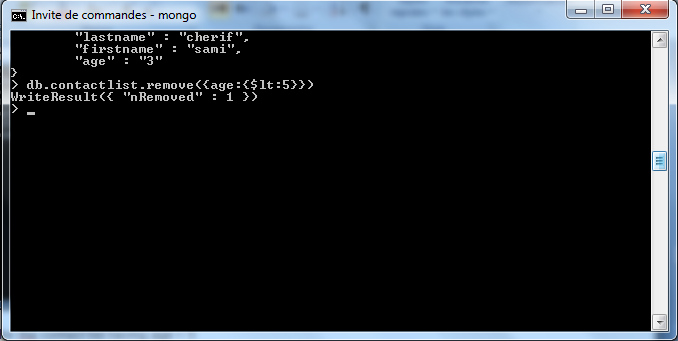 Invite de commandes - mongo
"lastname" : "cherif",
"firstname" : "sami",
"age" : "3"
}
> db.contactlist.remove({age:{$lt:5}})
WriteResult({ "nRemoved" : 1 })
> _